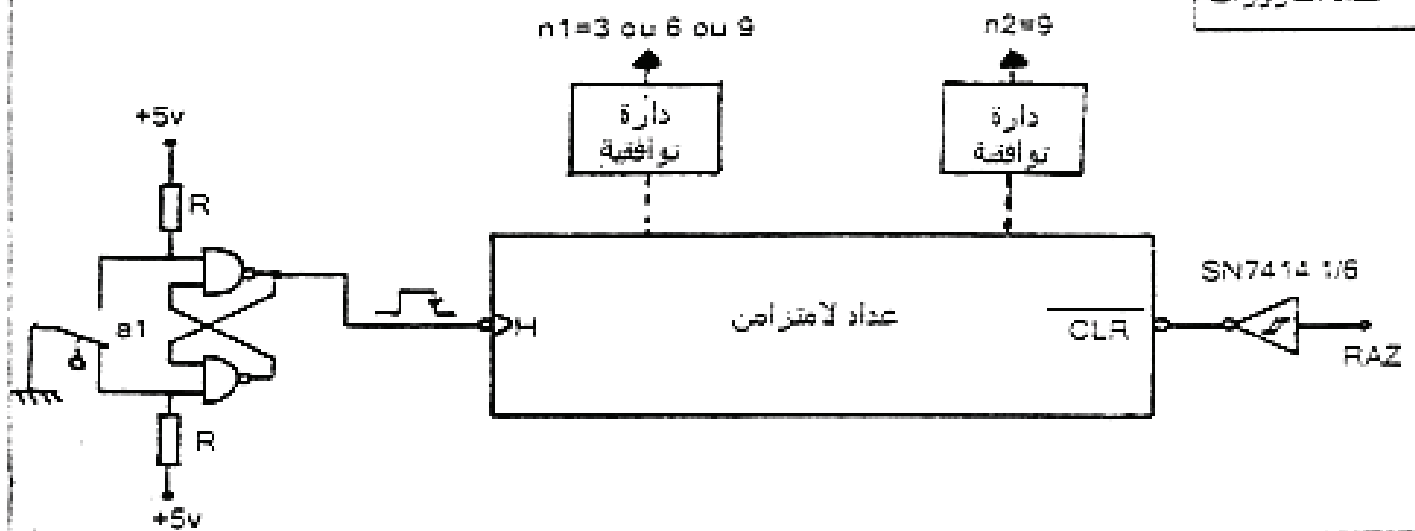 n1=3 ou 6 ou 9
n2=9
دارة
توافقية
دارة
توافقية
+5v
R
a1
H
عداد لامتزامن
CLR
SN7414 1/6
RAZ
R
+5v